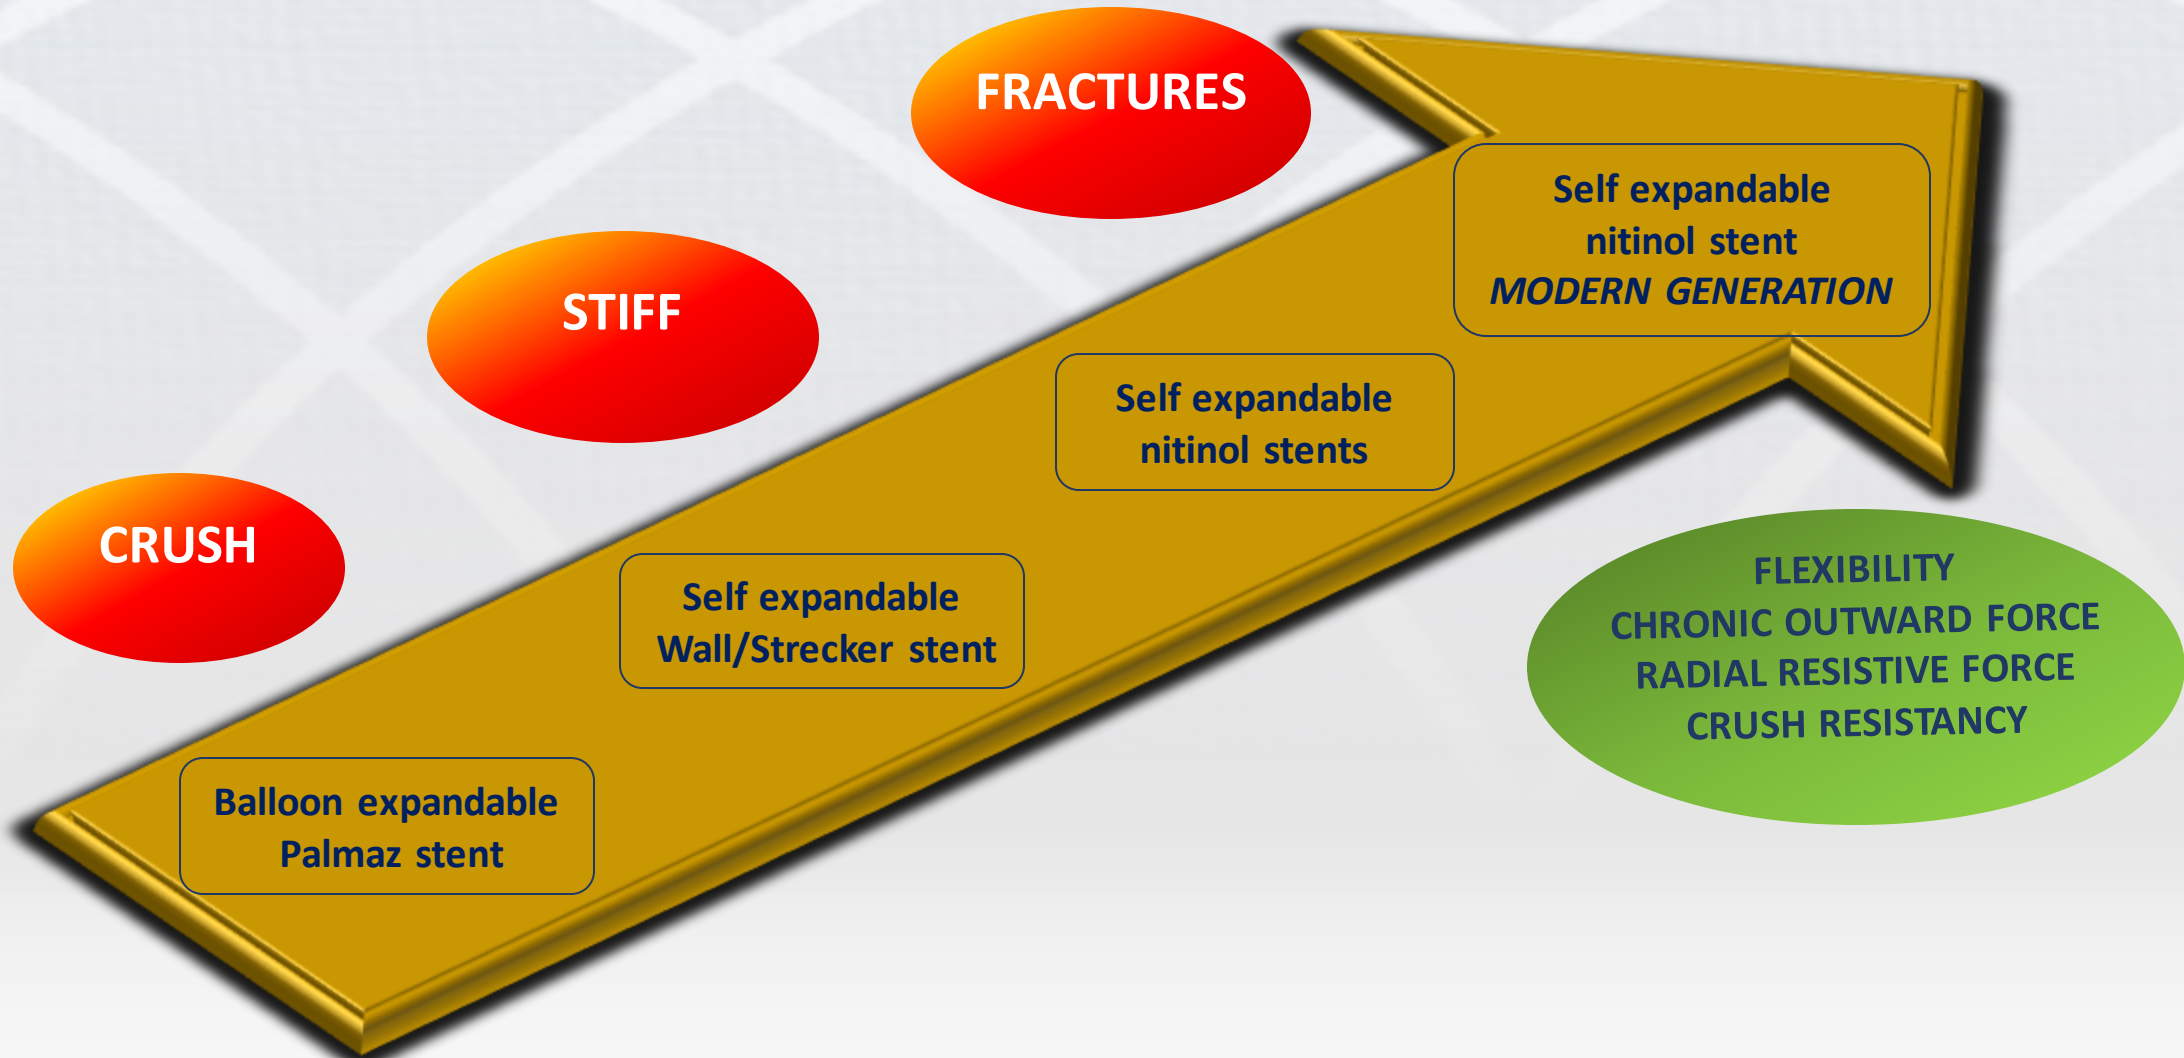 FRACTURES
Self expandable
nitinol stent
MODERN GENERATION
STIFF
Self expandable
nitinol stents
CRUSH
Self expandable
Wall/Strecker stent
FLEXIBILITY
CHRONIC OUTWARD FORCE
RADIAL RESISTIVE FORCE
CRUSH RESISTANCY
Balloon expandable
Palmaz stent